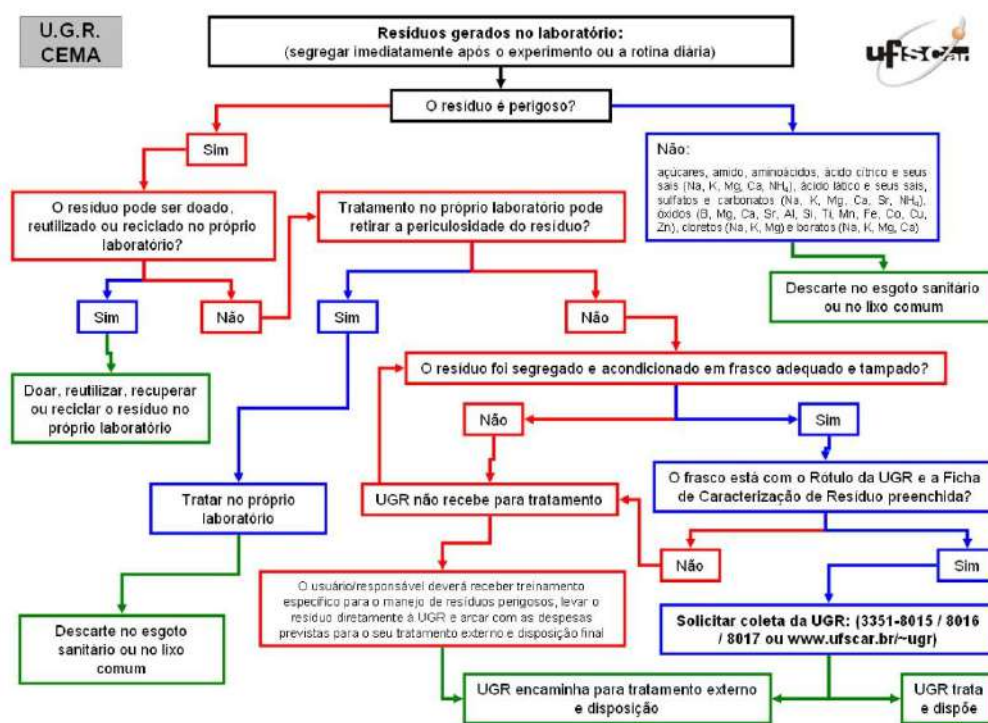 U.G.R.
CEMA
Resíduos gerados no laboratório:
(segregar imediatamente após o experimento ou a rotina diária)
ufscar
O resíduo é perigoso?
Sim
Não:
açúcares, amido, aminoácidos, ácido cítrico e seus
sais (Na, K, Mg, Ca, NH₄), ácido lático e seus sais,
sulfatos e carbonatos (Na, K, Mg, Ca, Sr, NH₄),
óxidos (B, Mg, Ca, Sr, Al, Si, Ti, Mn, Fe, Co, Cu,
Zn), cloretos (Na, K, Mg) e boratos (Na, K, Mg, Ca)
O resíduo pode ser doado,
reutilizado ou reciclado no próprio
laboratório?
Tratamento no próprio laboratório pode
retirar a periculosidade do resíduo?
Descarte no esgoto sanitário
ou no lixo comum
Sim
Não
Sim
Não
Doar, reutilizar, recuperar
ou reciclar o resíduo no
próprio laboratório
O resíduo foi segregado e acondicionado em frasco adequado e tampado?
Não
Sim
Tratar no próprio
laboratório
UGR não recebe para tratamento
O frasco está com o Rótulo da UGR e a Ficha
de Caracterização de Resíduo preenchida?
Não
Sim
O usuário/responsável deverá receber treinamento
específico para o manejo de resíduos perigosos, levar o
resíduo diretamente à UGR e arcar com as despesas
previstas para o seu tratamento externo e disposição final
Solicitar coleta da UGR: (3351-8015 / 8016
/ 8017 ou www.ufscar.br/~ugr)
Descarte no esgoto
sanitário ou no lixo
comum
UGR encaminha para tratamento externo
e disposição
UGR trata
e dispõe